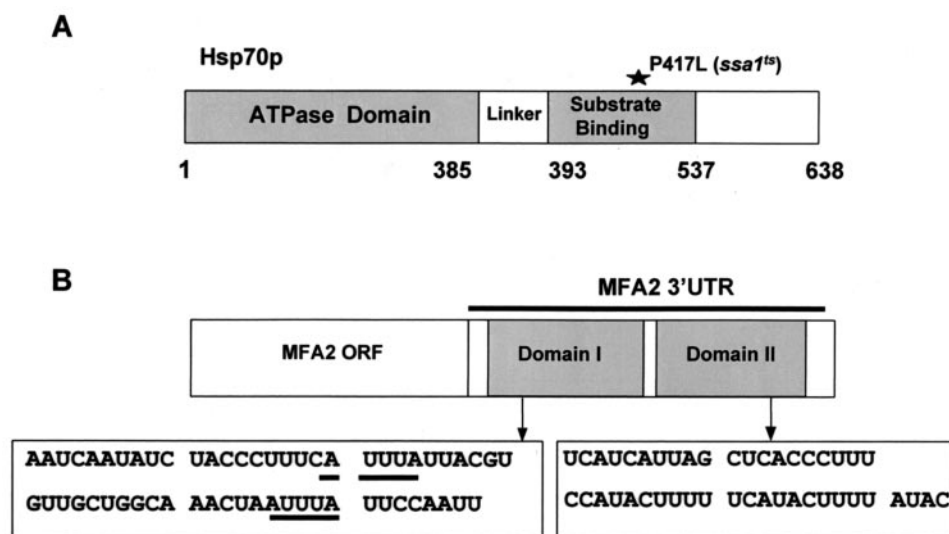 A
Hsp70p
P417L (ssa1ts)
ATPase Domain
Linker
Substrate
Binding
1 385 393 537 638
B
MFA2 3'UTR
MFA2 ORF
Domain I
Domain II
AAUCAAUAUC UACCCUUUCA UUUAUUACGU
GUUGCUGGCA AACUAAUUUA UUCCAAUU
UCAUCAUUAG CUCACCCUUU
CCAUACUUUU UCAUACUUUU AUAC